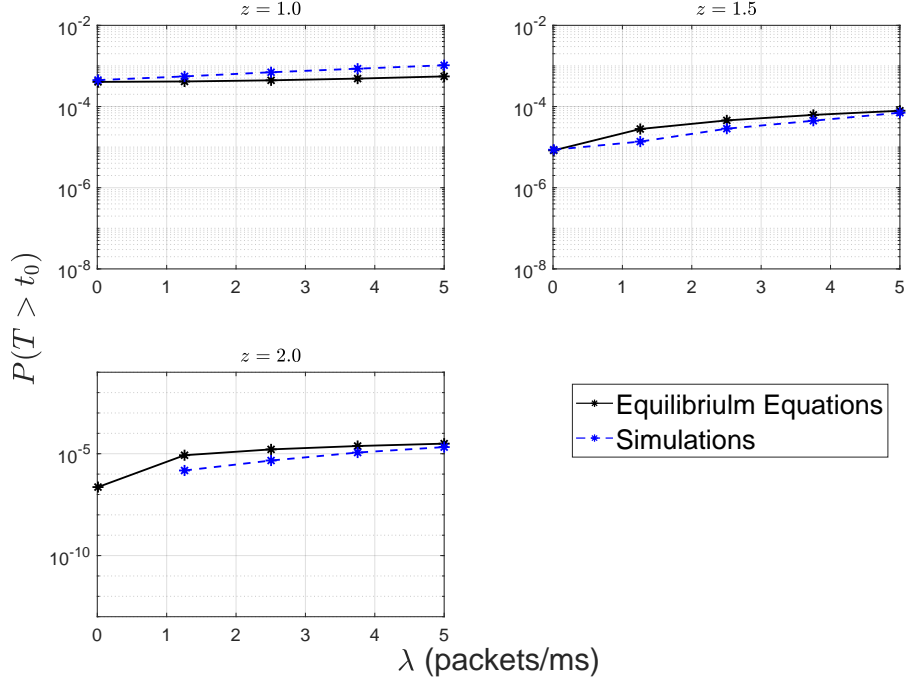 z = 1.0
10^-2
10^-4
10^-6
10^-8
0 1 2 3 4 5
z = 1.5
10^-2
10^-4
10^-6
10^-8
0 1 2 3 4 5
P(T > t_0)
z = 2.0
10^-5
10^-10
0 1 2 3 4 5
Equilibriulm Equations
Simulations
λ (packets/ms)